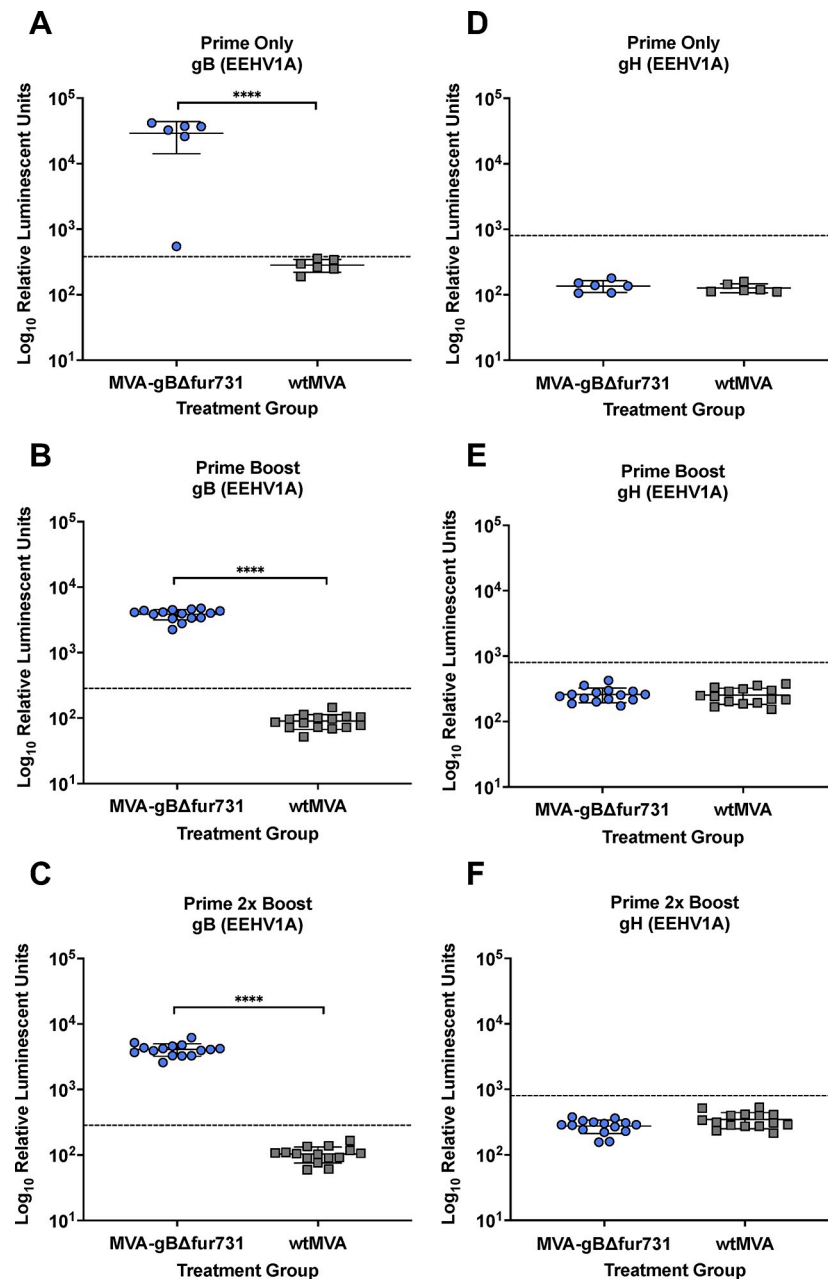 A
Prime Only
gB (EEHV1A)
Log10 Relative Luminescent Units
10^5
10^4
10^3
10^2
10^1
****
MVA-gBΔfur731
wtMVA
Treatment Group
D
Prime Only
gH (EEHV1A)
Log10 Relative Luminescent Units
10^5
10^4
10^3
10^2
10^1
MVA-gBΔfur731
wtMVA
Treatment Group
B
Prime Boost
gB (EEHV1A)
Log10 Relative Luminescent Units
10^5
10^4
10^3
10^2
10^1
****
MVA-gBΔfur731
wtMVA
Treatment Group
E
Prime Boost
gH (EEHV1A)
Log10 Relative Luminescent Units
10^5
10^4
10^3
10^2
10^1
MVA-gBΔfur731
wtMVA
Treatment Group
C
Prime 2x Boost
gB (EEHV1A)
Log10 Relative Luminescent Units
10^5
10^4
10^3
10^2
10^1
****
MVA-gBΔfur731
wtMVA
Treatment Group
F
Prime 2x Boost
gH (EEHV1A)
Log10 Relative Luminescent Units
10^5
10^4
10^3
10^2
10^1
MVA-gBΔfur731
wtMVA
Treatment Group